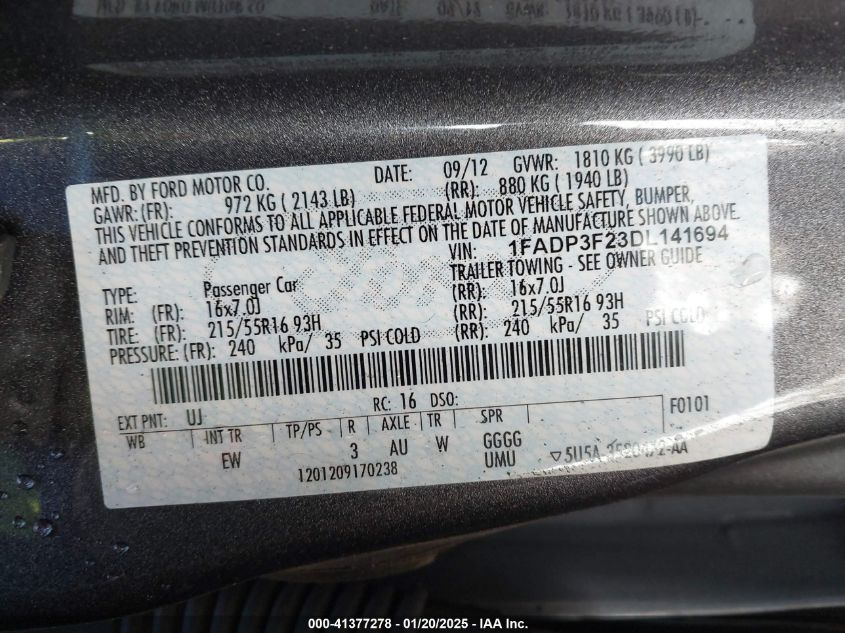 MFD. BY FORD MOTOR CO. DATE: 09/12 GVWR: 1810 KG ( 3990 LB)
GAWR: (FR): 972 KG ( 2143 LB) (RR): 880 KG ( 1940 LB)
THIS VEHICLE CONFORMS TO ALL APPLICABLE FEDERAL MOTOR VEHICLE SAFETY, BUMPER,
AND THEFT PREVENTION STANDARDS IN EFFECT ON THE DATE OF MANUFACTURE SHOWN ABOVE.
VIN: 1FADP3F23DL141694
TRAILER TOWING - SEE OWNER GUIDE
TYPE: Passenger Car
RIM: (FR): 16x7.0J (RR): 16x7.0J
TIRE: (FR): 215/55R16 93H (RR): 215/55R16 93H
PRESSURE: (FR): 240 kPa/ 35 PSI COLD (RR): 240 kPa/ 35 PSI COLD
RC: 16 DSO:
EXT PNT: UJ F0101
WB INT TR TP/PS R AXLE TR SPR
EW 3 AU W GGGG
UMU
1201209170238
000-41377278 - 01/20/2025 - IAA Inc.